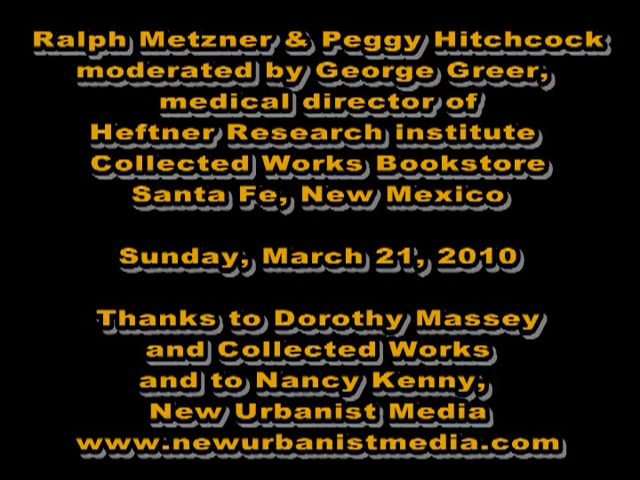 Ralph Metzner & Peggy Hitchcock
moderated by George Greer,
medical director of
Heftner Research institute
Collected Works Bookstore
Santa Fe, New Mexico
Sunday, March 21, 2010
Thanks to Dorothy Massey
and Collected Works
and to Nancy Kenny,
New Urbanist Media
www.newurbanistmedia.com